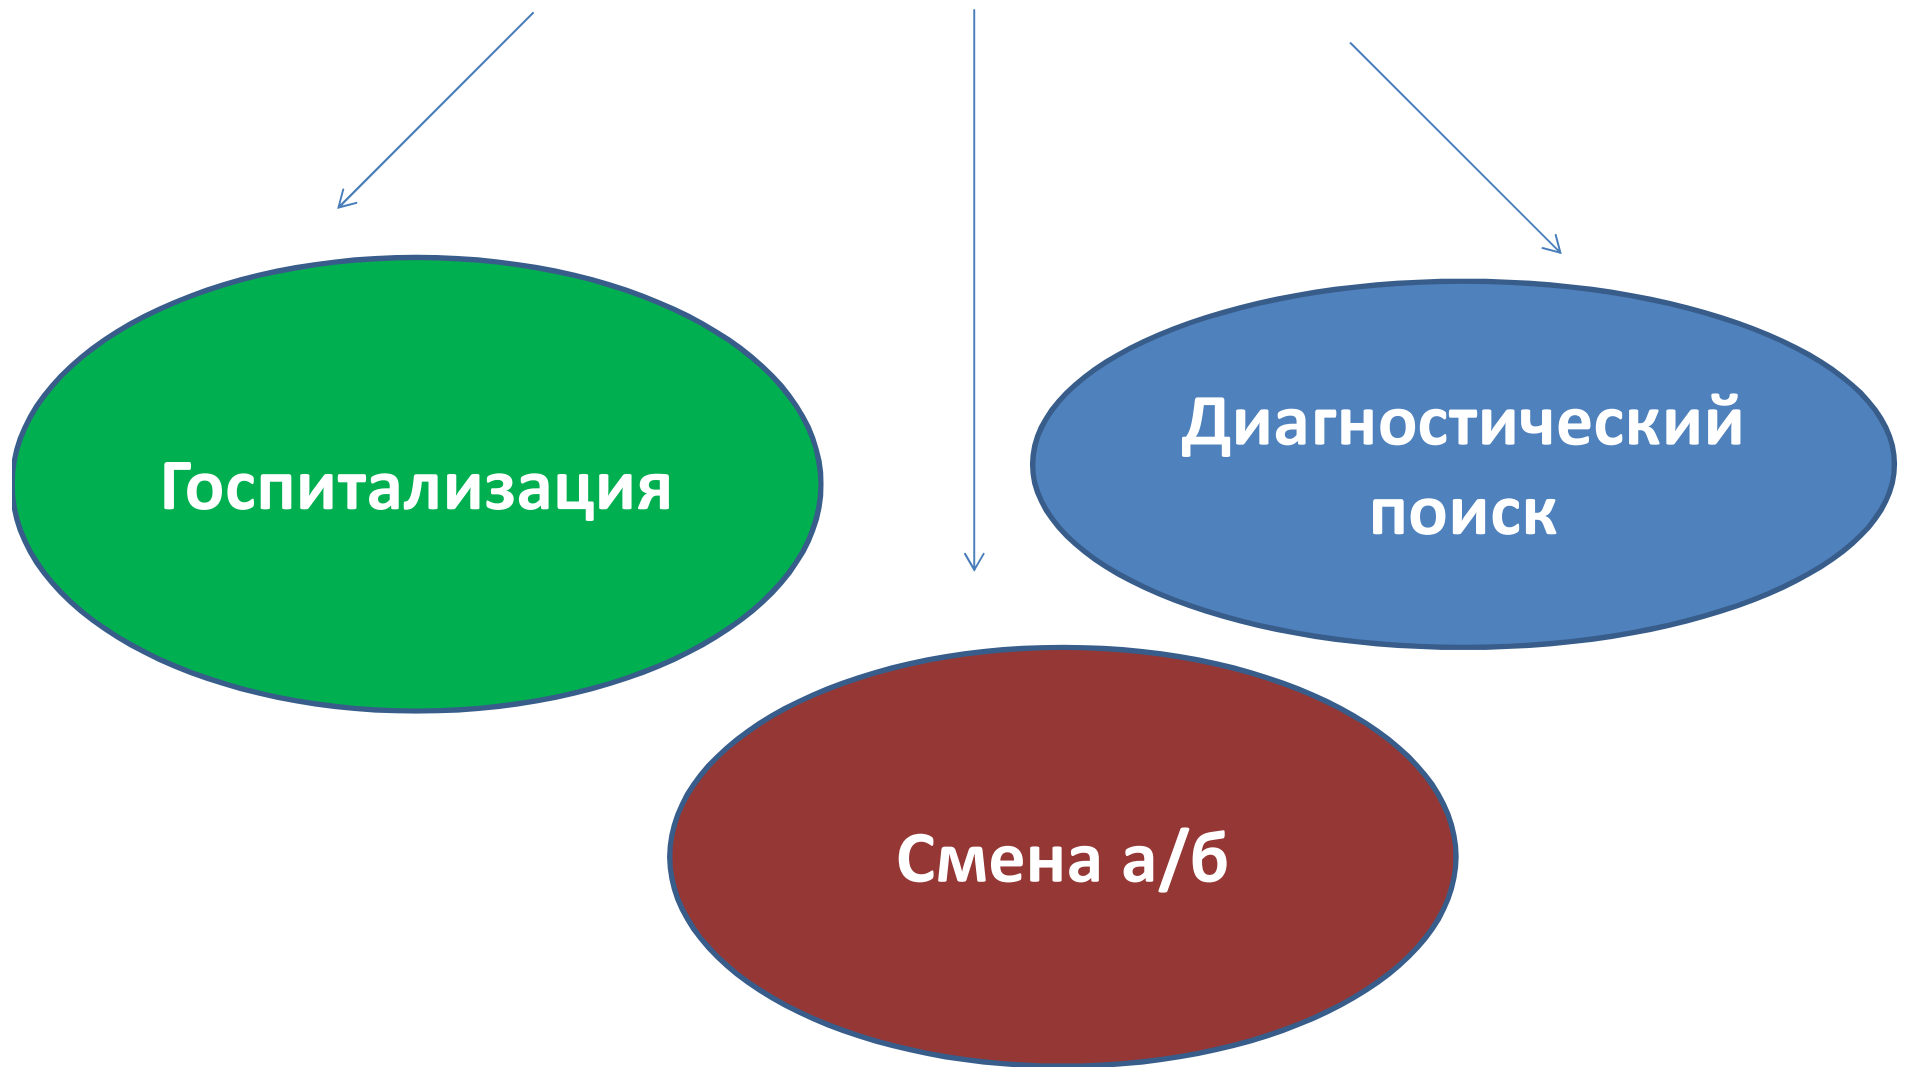 Госпитализация
Диагностический
поиск
Смена а/б